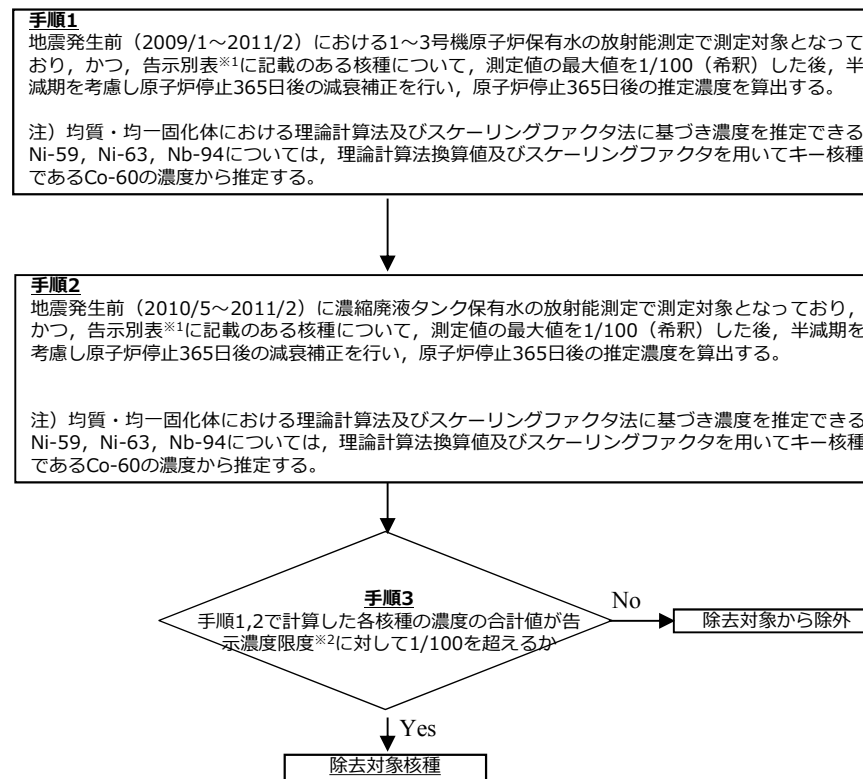 手順1
地震発生前（2009/1～2011/2）における1～3号機原子炉保有水の放射能測定で測定対象となって
おり，かつ，告示別表※1に記載のある核種について，測定値の最大値を1/100（希釈）した後，半
減期を考慮し原子炉停止365日後の減衰補正を行い，原子炉停止365日後の推定濃度を算出する。
注）均質・均一固化体における理論計算法及びスケーリングファクタ法に基づき濃度を推定できる
Ni-59，Ni-63，Nb-94については，理論計算法換算値及びスケーリングファクタを用いてキー核種
であるCo-60の濃度から推定する。
手順2
地震発生前（2010/5～2011/2）に濃縮廃液タンク保有水の放射能測定で測定対象となっており，
かつ，告示別表※1に記載のある核種について，測定値の最大値を1/100（希釈）した後，半減期を
考慮し原子炉停止365日後の減衰補正を行い，原子炉停止365日後の推定濃度を算出する。
注）均質・均一固化体における理論計算法及びスケーリングファクタ法に基づき濃度を推定できる
Ni-59，Ni-63，Nb-94については，理論計算法換算値及びスケーリングファクタを用いてキー核種
であるCo-60の濃度から推定する。
手順3
手順1,2で計算した各核種の濃度の合計値が告
示濃度限度※2に対して1/100を超えるか
No
除去対象から除外
Yes
除去対象核種